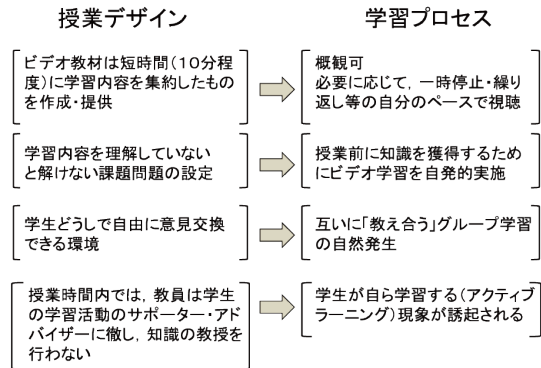 授業デザイン
学習プロセス
ビデオ教材は短時間（10分程
度）に学習内容を集約したもの
を作成・提供
概観可
必要に応じて，一時停止・繰り
返し等の自分のペースで視聴
学習内容を理解していない
と解けない課題問題の設定
授業前に知識を獲得するため
にビデオ学習を自発的実施
学生どうしで自由に意見交換
できる環境
互いに「教え合う」グループ学習
の自然発生
授業時間内では，教員は学生
の学習活動のサポーター・アド
バイザーに徹し，知識の教授を
行わない
学生が自ら学習する（アクティブ
ラーニング）現象が誘起される